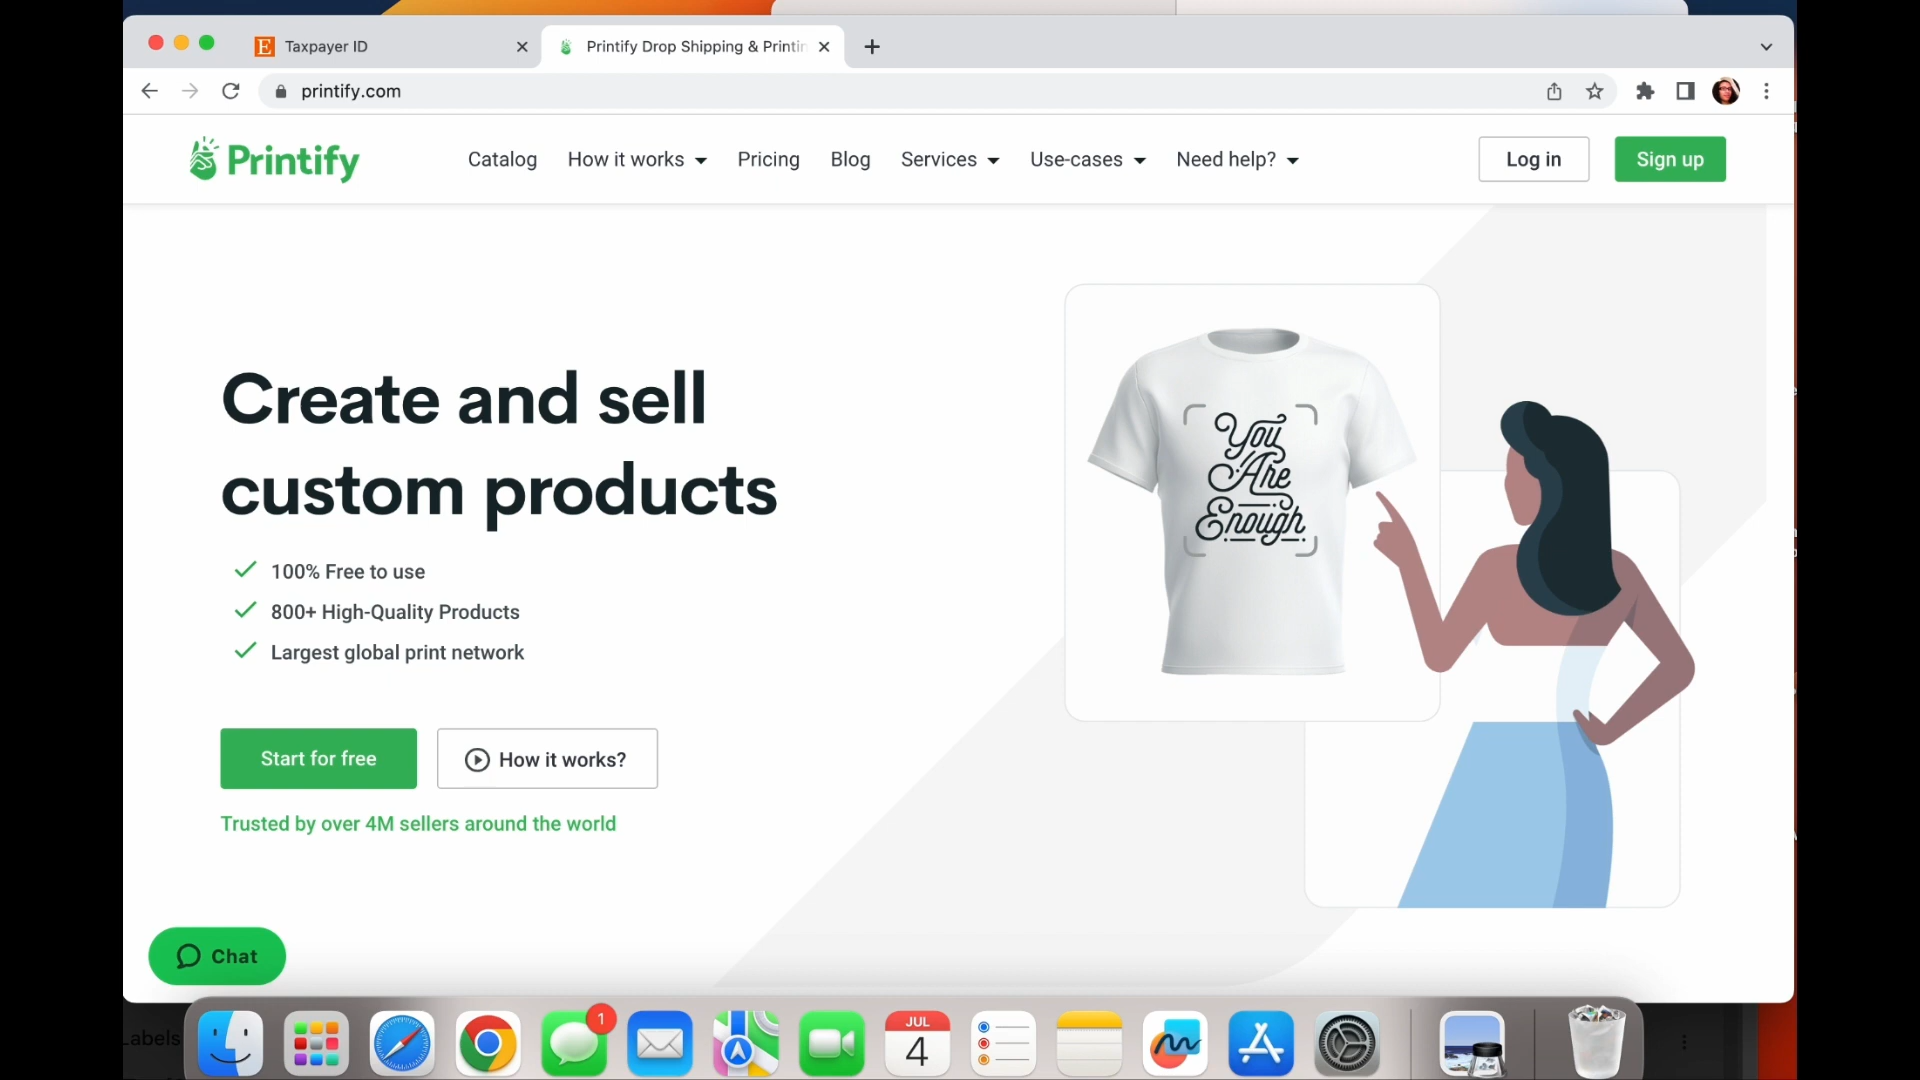 Taxpayer ID
Printify Drop Shipping & Printin
printify.com
Printify
Catalog
How it works
Pricing
Blog
Services
Use-cases
Need help?
Log in
Sign up
Create and sell
custom products
100% Free to use
800+ High-Quality Products
Largest global print network
Start for free
How it works?
Trusted by over 4M sellers around the world
You
Are
Enough
Chat
Labels
1
JUL
4